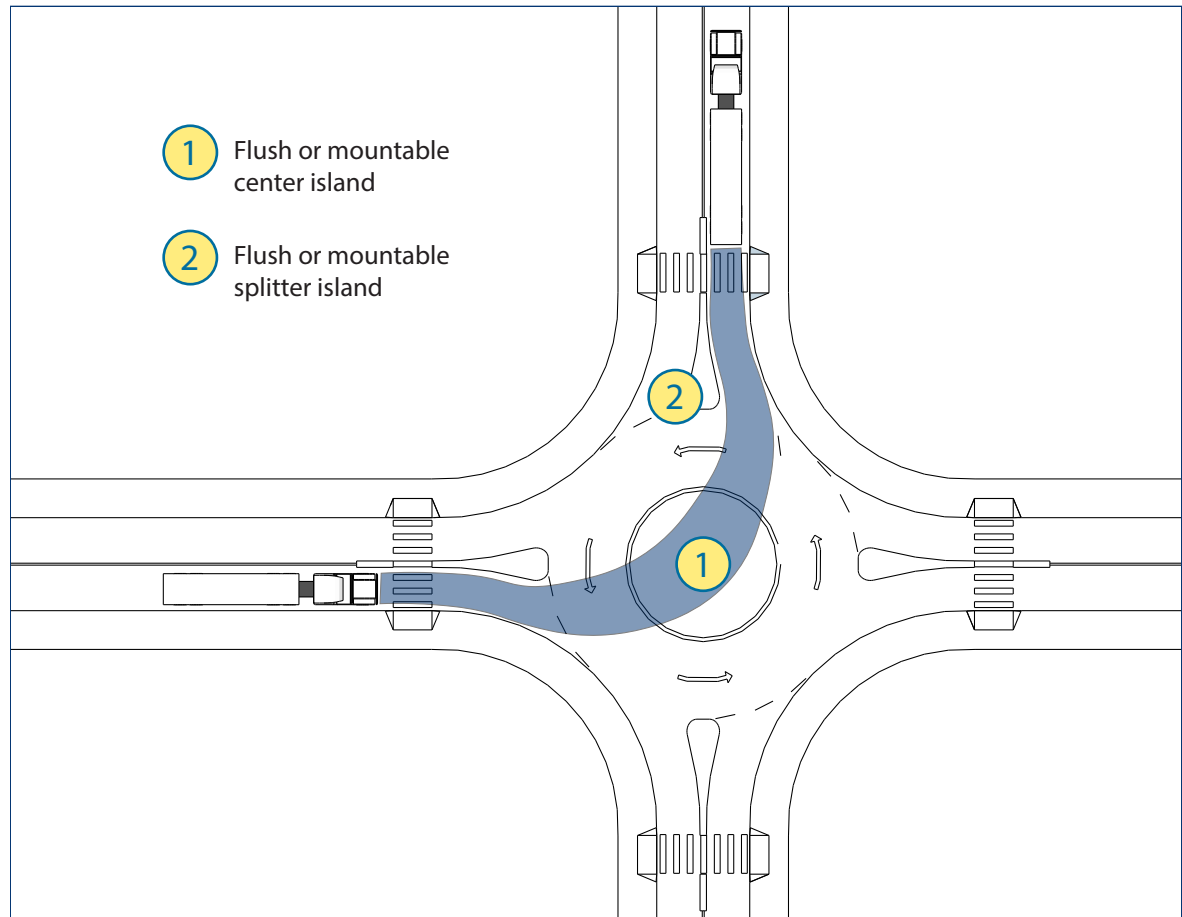 1 Flush or mountable
center island
2 Flush or mountable
splitter island
2
1